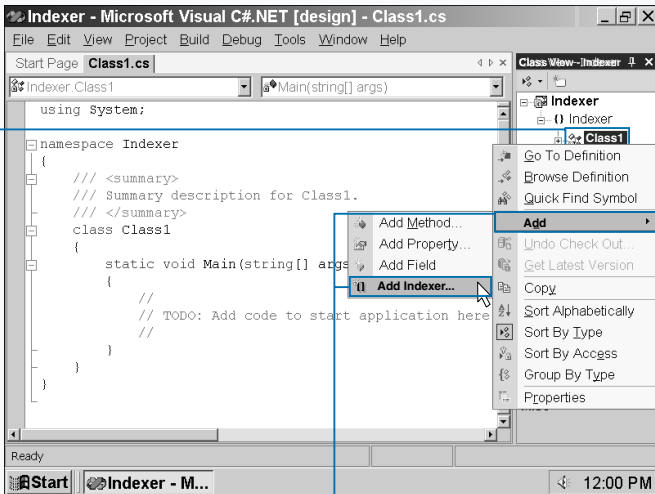 Indexer - Microsoft Visual C#.NET [design] - Class1.cs
File Edit View Project Build Debug Tools Window Help
Start Page Class1.cs
Class View - Indexer
Indexer.Class1
Main(string[] args)
Indexer
Indexer
Class1
using System;
namespace Indexer
{
/// <summary>
/// Summary description for Class1.
/// </summary>
class Class1
{
static void Main(string[] args
{
//
// TODO: Add code to start application here
//
}
}
}
Go To Definition
Browse Definition
Quick Find Symbol
Add
Undo Check Out...
Get Latest Version
Copy
Sort Alphabetically
Sort By Type
Sort By Access
Group By Type
Properties
Add Method...
Add Property...
Add Field
Add Indexer...
Ready
Start
Indexer - M...
12:00 PM